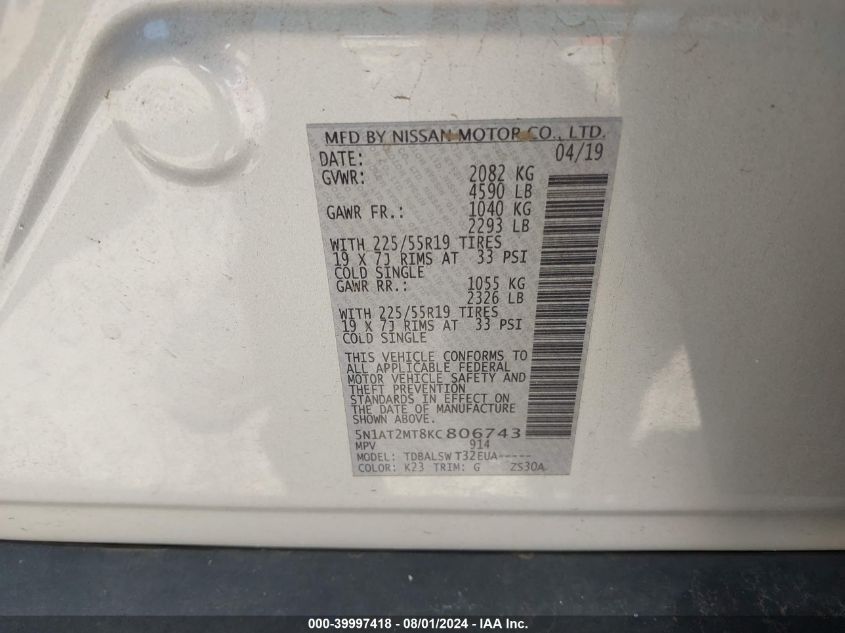 MFD BY NISSAN MOTOR CO., LTD.
DATE: 04/19
GVWR: 2082 KG
4590 LB
GAWR FR.: 1040 KG
2293 LB
WITH 225/55R19 TIRES
19 X 7J RIMS AT 33 PSI
COLD SINGLE
GAWR RR.: 1055 KG
2326 LB
WITH 225/55R19 TIRES
19 X 7J RIMS AT 33 PSI
COLD SINGLE
THIS VEHICLE CONFORMS TO
ALL APPLICABLE FEDERAL
MOTOR VEHICLE SAFETY AND
THEFT PREVENTION
STANDARDS IN EFFECT ON
THE DATE OF MANUFACTURE
SHOWN ABOVE.
5N1AT2MT8KC806743
MPV 914
MODEL: TDBALSW T32EUA-----
COLOR: K23 TRIM: G ZS30A
000-39997418 - 08/01/2024 - IAA Inc.